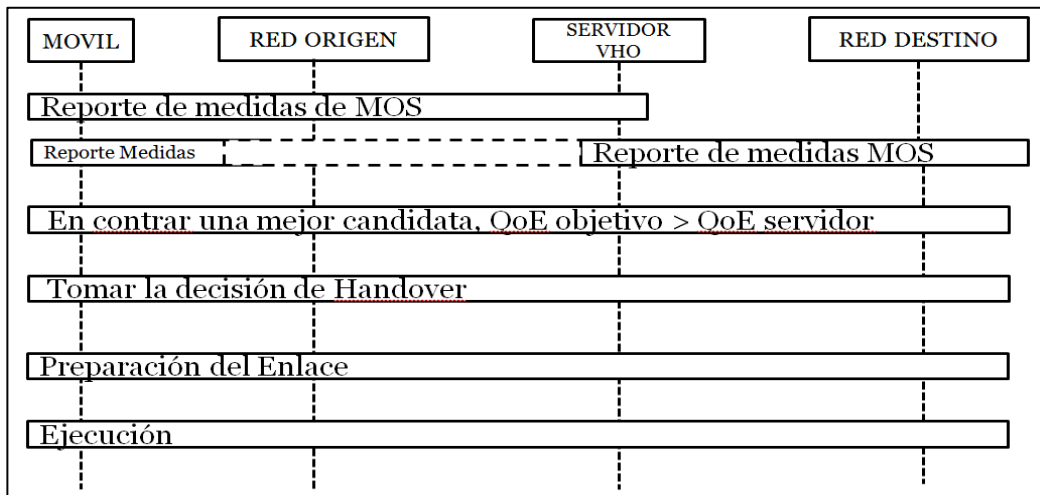 MOVIL
RED ORIGEN
SERVIDOR
VHO
RED DESTINO
Reporte de medidas de MOS
Reporte Medidas
Reporte de medidas MOS
En contrar una mejor candidata, QoE objetivo > QoE servidor
Tomar la decisión de Handover
Preparación del Enlace
Ejecución